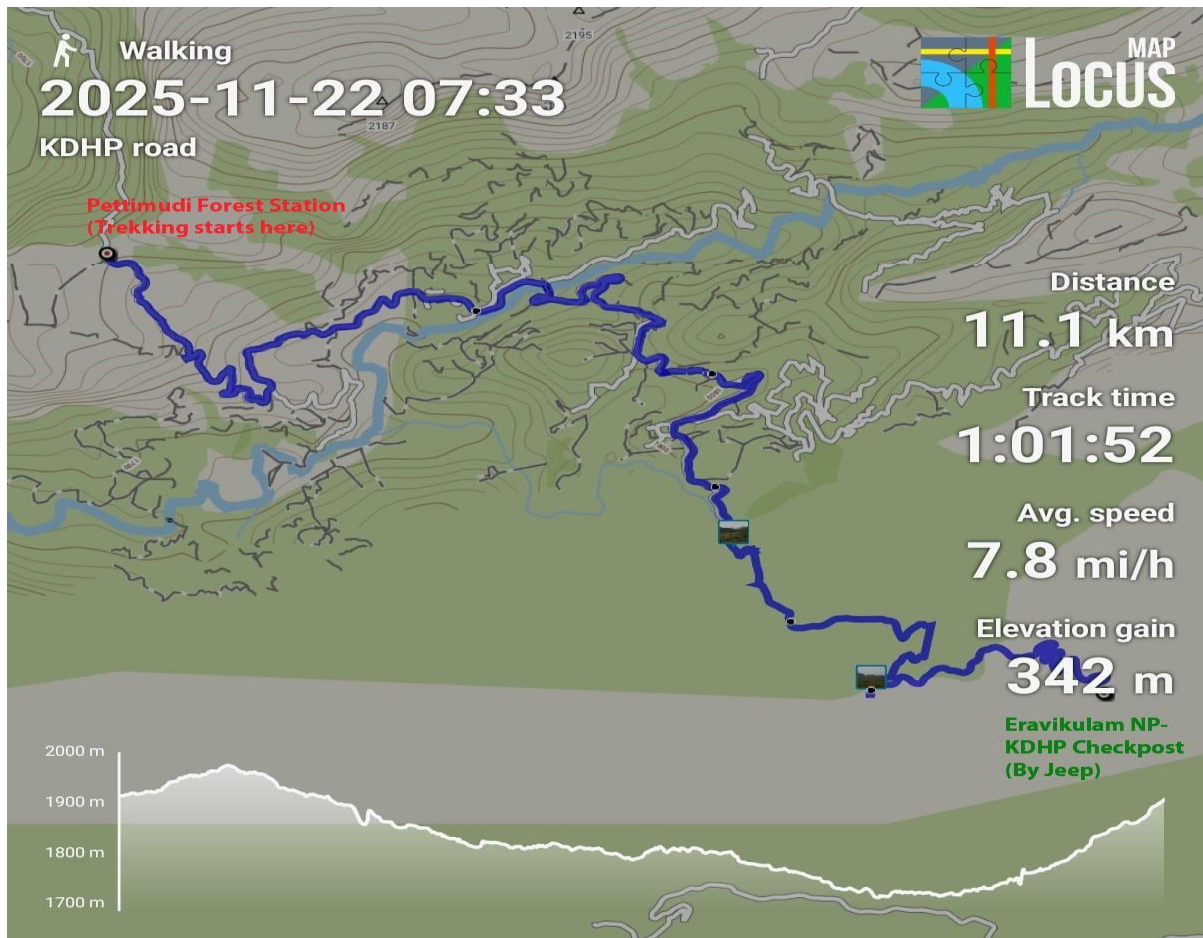 Walking
2025-11-22 07:33
KDHP road
MAP
LOCUS
2195
2187
Pettimudi Forest Station
(Trekking starts here)
Distance
11.1 km
Track time
1:01:52
Avg. speed
7.8 mi/h
Elevation gain
342 m
1800
1700
Eravikulam NP-
KDHP Checkpost
(By Jeep)
2000 m
1900 m
1800 m
1700 m